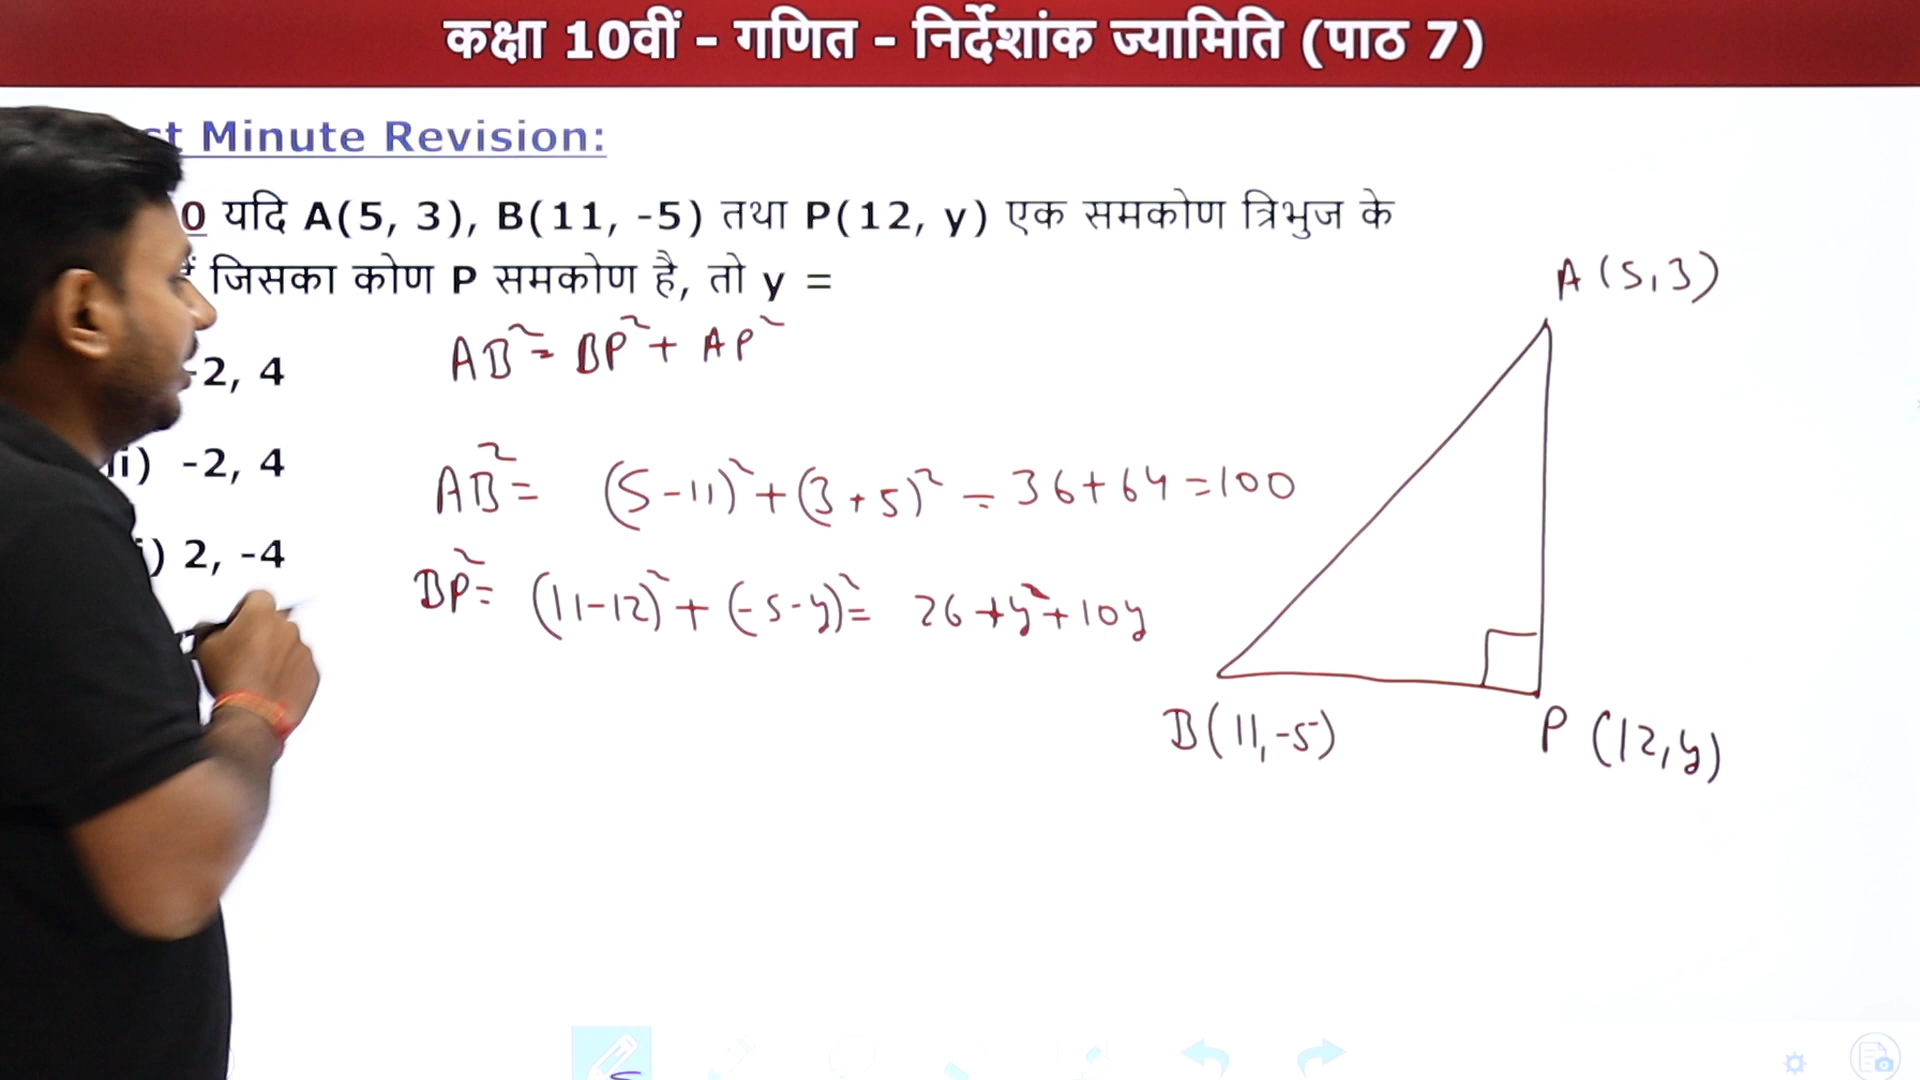 कक्षा 10वीं - गणित - निर्देशांक ज्यामिति (पाठ 7)
Minute Revision:
0 यदि A(5, 3), B(11, -5) तथा P(12, y) एक समकोण त्रिभुज के
जिसका कोण P समकोण है, तो y =
-2, 4
-2, 4
2, -4
AB² = BP² + AP²
AB² = (5-11)² + (3+5)² = 36+64 = 100
BP² = (11-12)² + (-5-y)² = 26+y²+10y
A (5,3)
B(11,-5)
P (12,y)